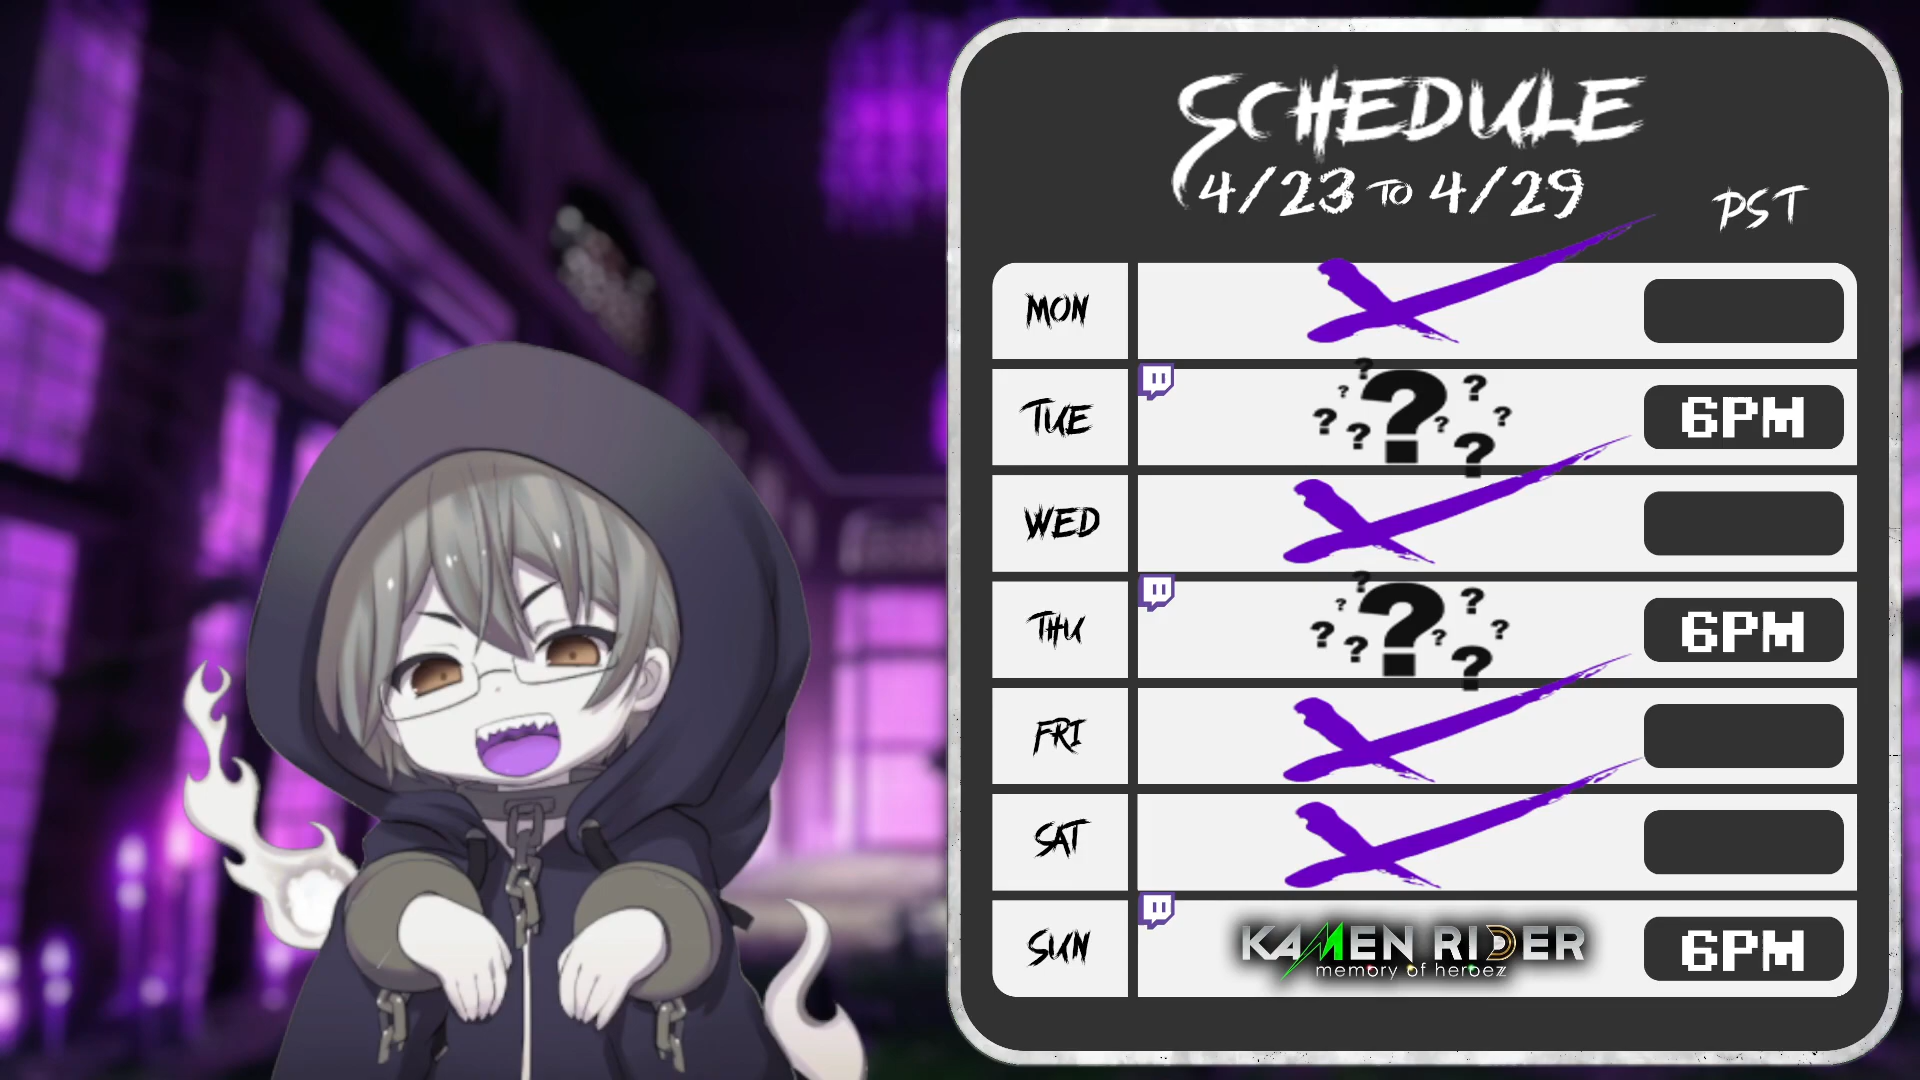 SCHEDULE
4/23 TO 4/29
PST
MON
TUE
6PM
WED
THU
6PM
FRI
SAT
SUN
KAMEN RIDER
memory of heroez
6PM